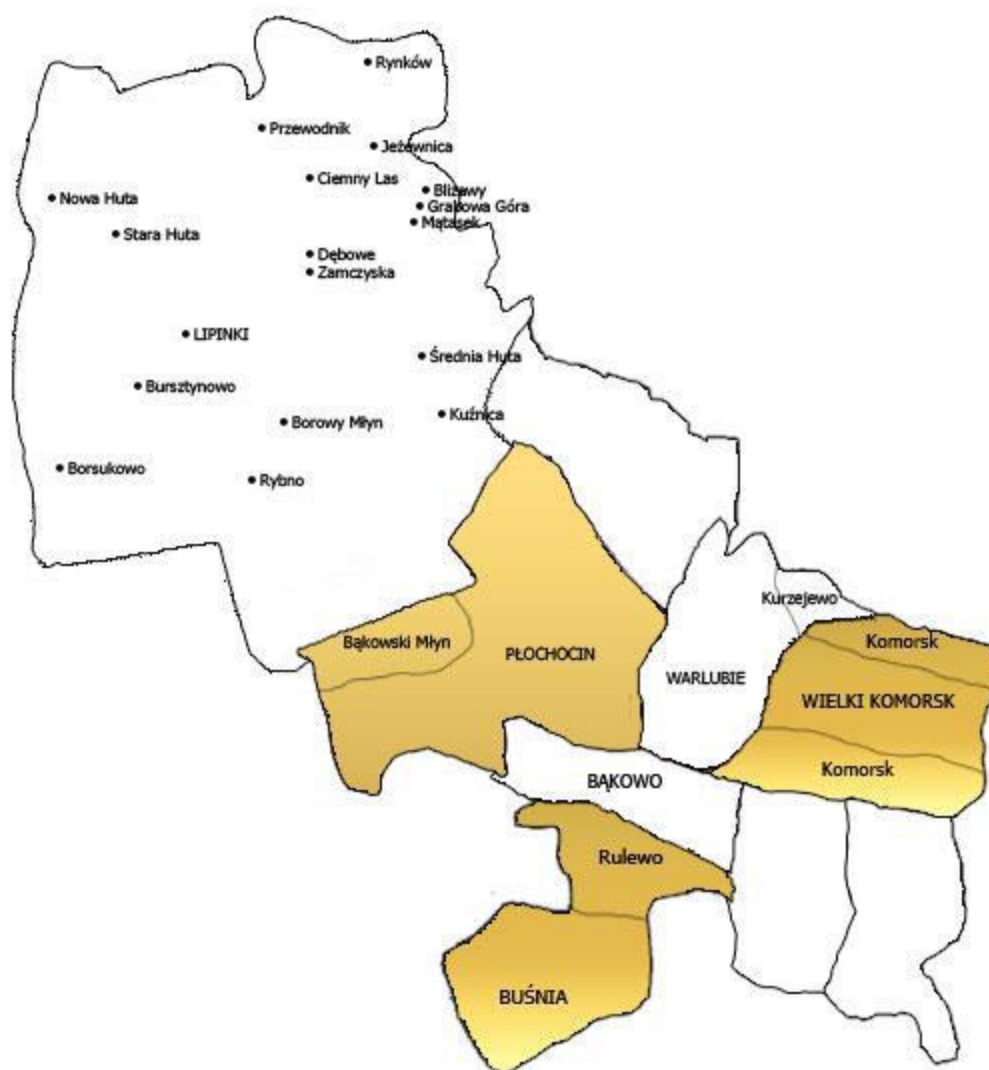 Rynków
Przewodnik
Jeżewnica
Ciemny Las
Bliżawy
Nowa Huta
Grabowa Góra
Mątasek
Stara Huta
Dębowe
Zamczyska
LIPINKI
Średnia Huta
Bursztynowo
Kuźnica
Borowy Młyn
Borsukowo
Rybno
Kurzejewo
Bąkowski Młyn
Komorsk
PŁOCHOCIN
WARLUBIE
WIELKI KOMORSK
Komorsk
BĄKOWO
Rulewo
BUŚNIA